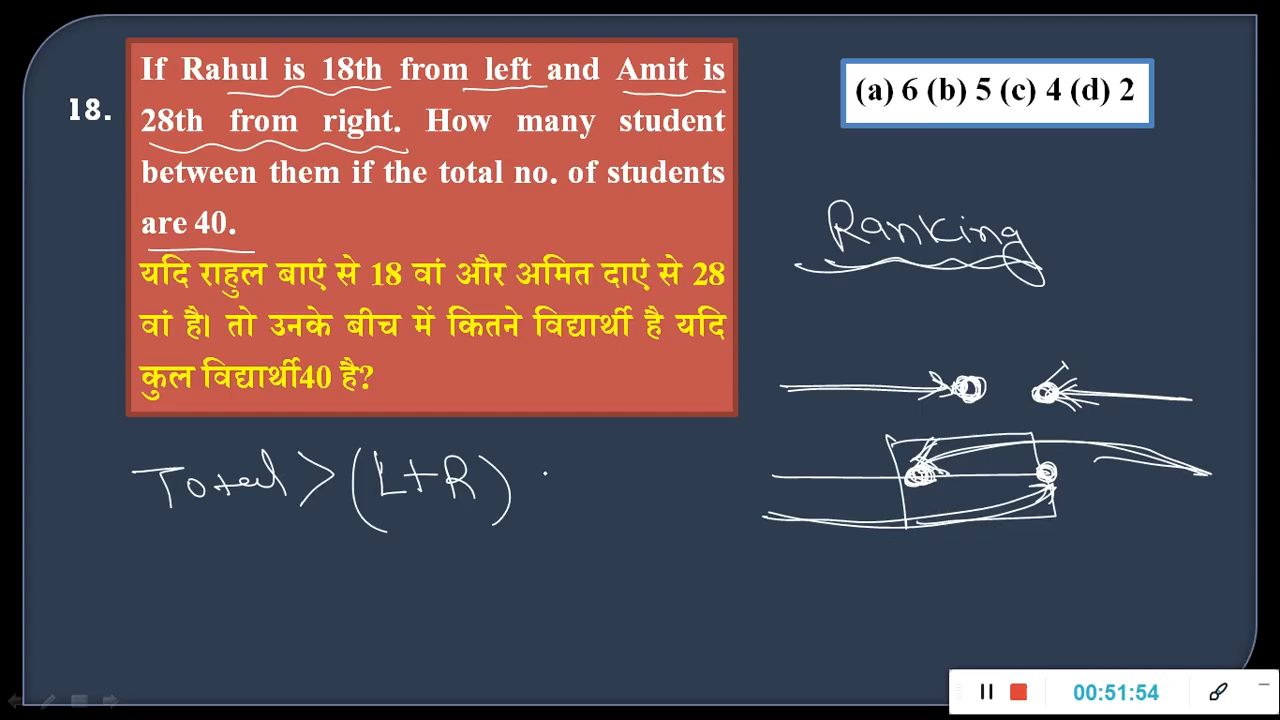 18.
If Rahul is 18th from left and Amit is
28th from right. How many student
between them if the total no. of students
are 40.
यदि राहुल बाएं से 18 वां और अमित दाएं से 28
वां है। तो उनके बीच में कितने विद्यार्थी है यदि
कुल विद्यार्थी40 है?
(a) 6 (b) 5 (c) 4 (d) 2
Ranking
Total > (L+R)
00:51:54